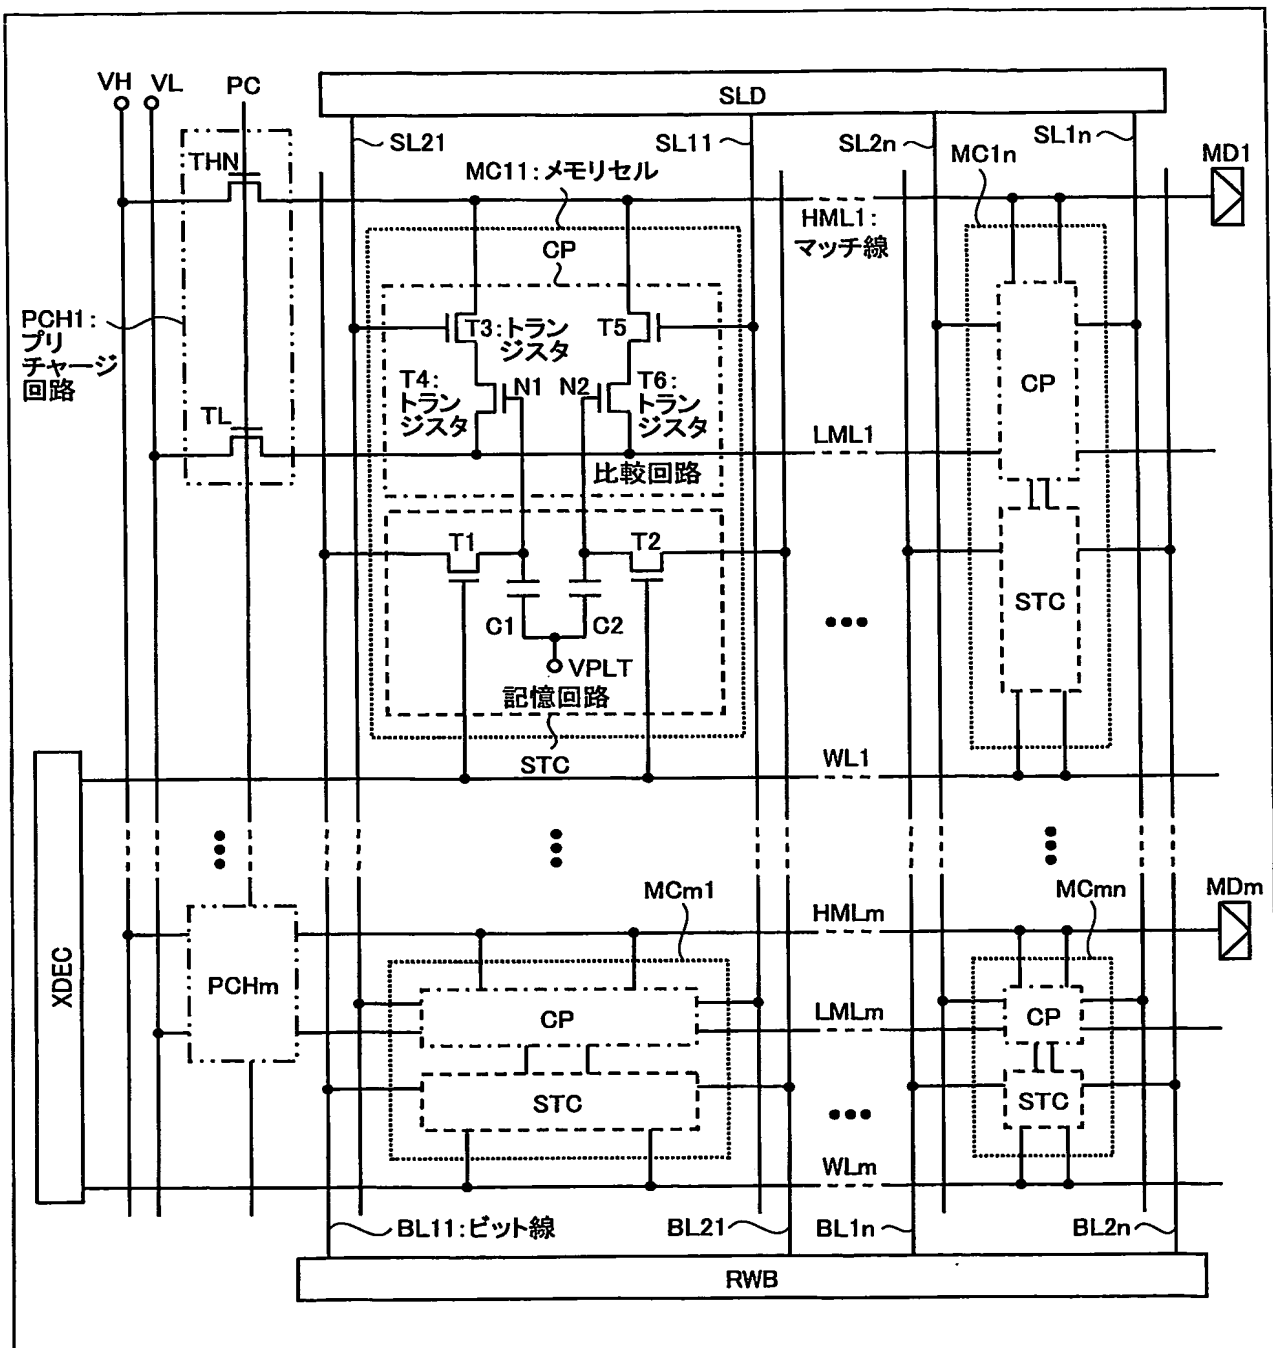 VH
VL
PC
SLD
SL21
SL11
SL2n
SL1n
MC1n
MD1
THN
MC11:メモリセル
HML1:
マッチ線
CP
PCH1:
プリ
チャージ
回路
T3:トラン
ジスタ
T5
T4:
トラン
ジスタ
N1
N2
T6:
トラン
ジスタ
CP
TL
LML1
比較回路
T1
T2
STC
C1
C2
•••
VPLT
記憶回路
STC
WL1
XDEC
MCm1
MCmn
MDm
HMLm
PCHm
CP
LMLm
CP
STC
STC
•••
WLm
BL11:ビット線
BL21
BL1n
BL2n
RWB